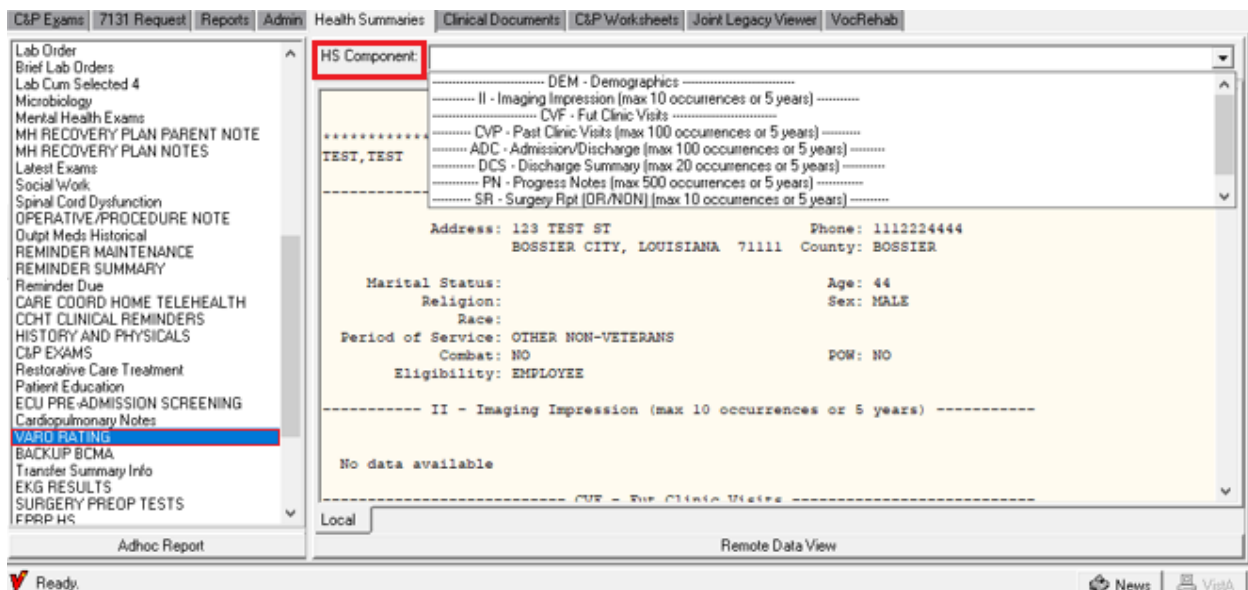 C&P Exams 7131 Request Reports Admin Health Summaries Clinical Documents C&P Worksheets Joint Legacy Viewer VocRehab
Lab Order
Brief Lab Orders
Lab Cum Selected 4
Microbiology
Mental Health Exams
MH RECOVERY PLAN PARENT NOTE
MH RECOVERY PLAN NOTES
Latest Exams
Social Work
Spinal Cord Dysfunction
OPERATIVE/PROCEDURE NOTE
Outpt Meds Historical
REMINDER MAINTENANCE
REMINDER SUMMARY
Reminder Due
CARE COORD HOME TELEHEALTH
CCHT CLINICAL REMINDERS
HISTORY AND PHYSICALS
C&P EXAMS
Restorative Care Treatment
Patient Education
ECU PRE-ADMISSION SCREENING
Cardiopulmonary Notes
VARO RATING
BACKUP BCMA
Transfer Summary Info
EKG RESULTS
SURGERY PREOP TESTS
EPRP HS
Adhoc Report
HS Component:
---------------------------- DEM - Demographics ----------------------------
----------- II - Imaging Impression (max 10 occurrences or 5 years) -----------
-------------------------- CVF - Fut Clinic Visits --------------------------
---------- CVP - Past Clinic Visits (max 100 occurrences or 5 years) ----------
--------- ADC - Admission/Discharge (max 100 occurrences or 5 years) ----------
----------- DCS - Discharge Summary (max 20 occurrences or 5 years) -----------
------------ PN - Progress Notes (max 500 occurrences or 5 years) ------------
---------- SR - Surgery Rpt (OR/NON) (max 10 occurrences or 5 years) ----------
************
TEST,TEST
------------
Address: 123 TEST ST Phone: 1112224444
BOSSIER CITY, LOUISIANA 71111 County: BOSSIER
Marital Status: Age: 44
Religion: Sex: MALE
Race:
Period of Service: OTHER NON-VETERANS
Combat: NO POW: NO
Eligibility: EMPLOYEE
----------- II - Imaging Impression (max 10 occurrences or 5 years) -----------
No data available
--------------------------- CVF - Fut Clinic Visits ---------------------------
Local
Remote Data View
Ready.
News VistA